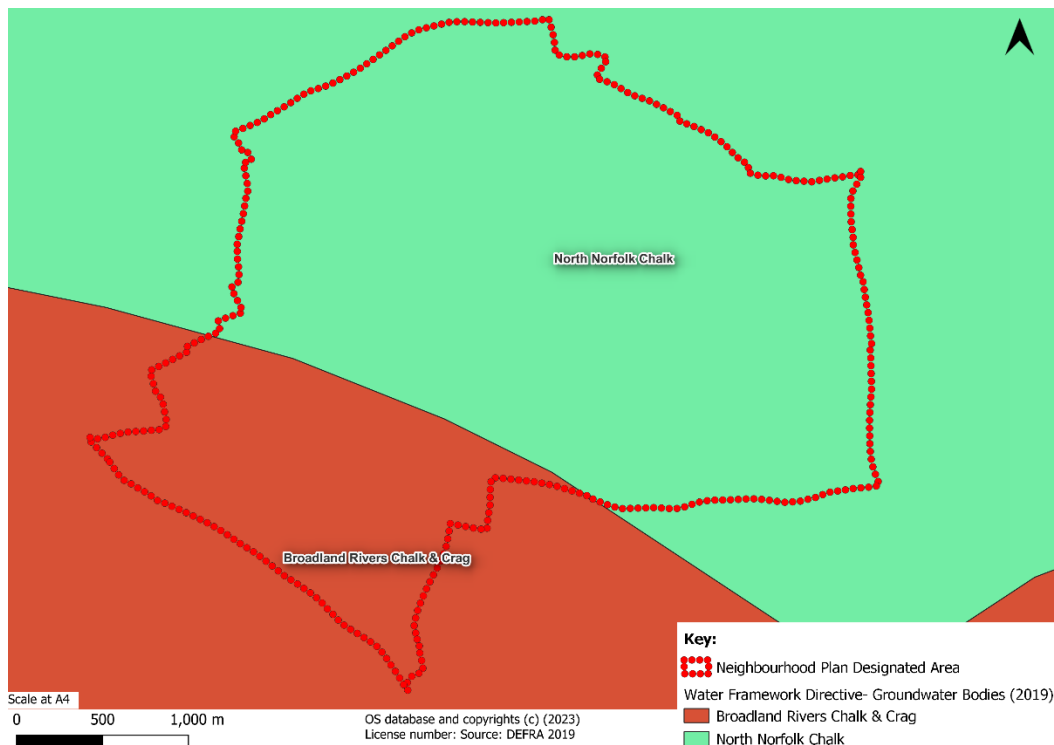 North Norfolk Chalk
Broadland Rivers Chalk & Crag
Key:
Neighbourhood Plan Designated Area
Water Framework Directive- Groundwater Bodies (2019)
Broadland Rivers Chalk & Crag
North Norfolk Chalk
Scale at A4
0 500 1,000 m
OS database and copyrights (c) (2023)
License number: Source: DEFRA 2019